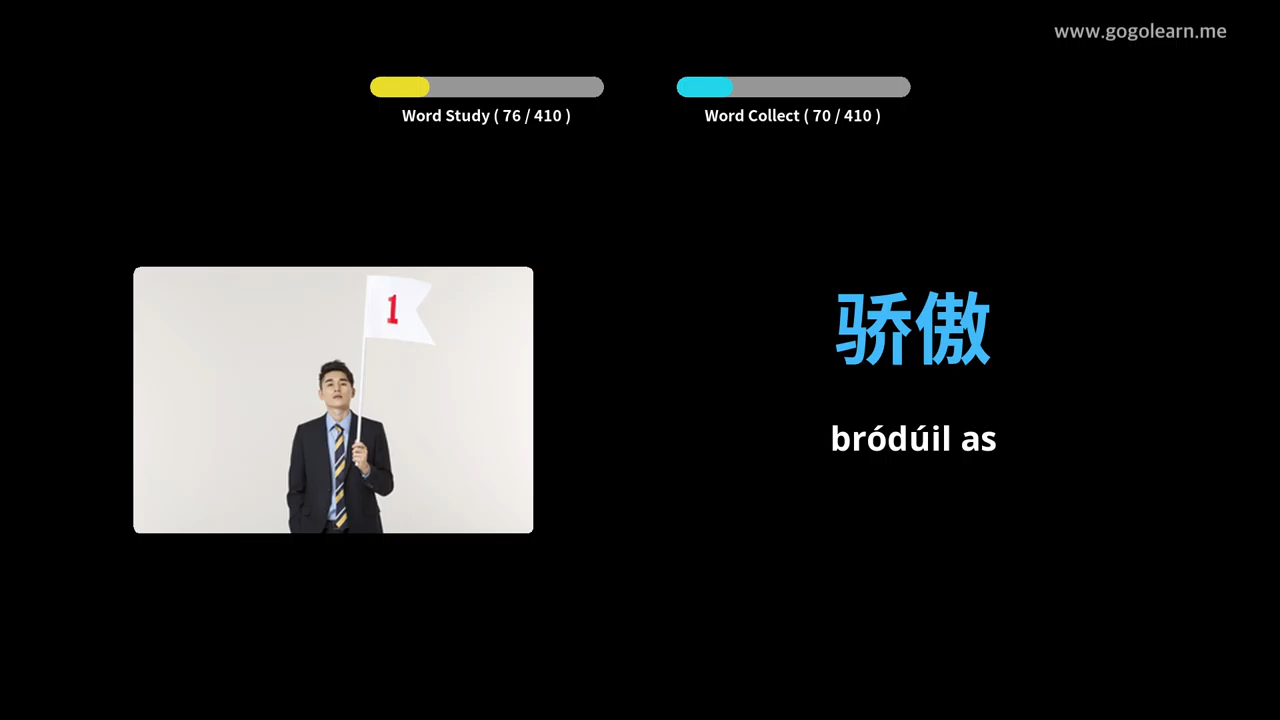 www.gogolearn.me
Word Study ( 76 / 410 )
Word Collect ( 70 / 410 )
1
骄傲
bródúil as